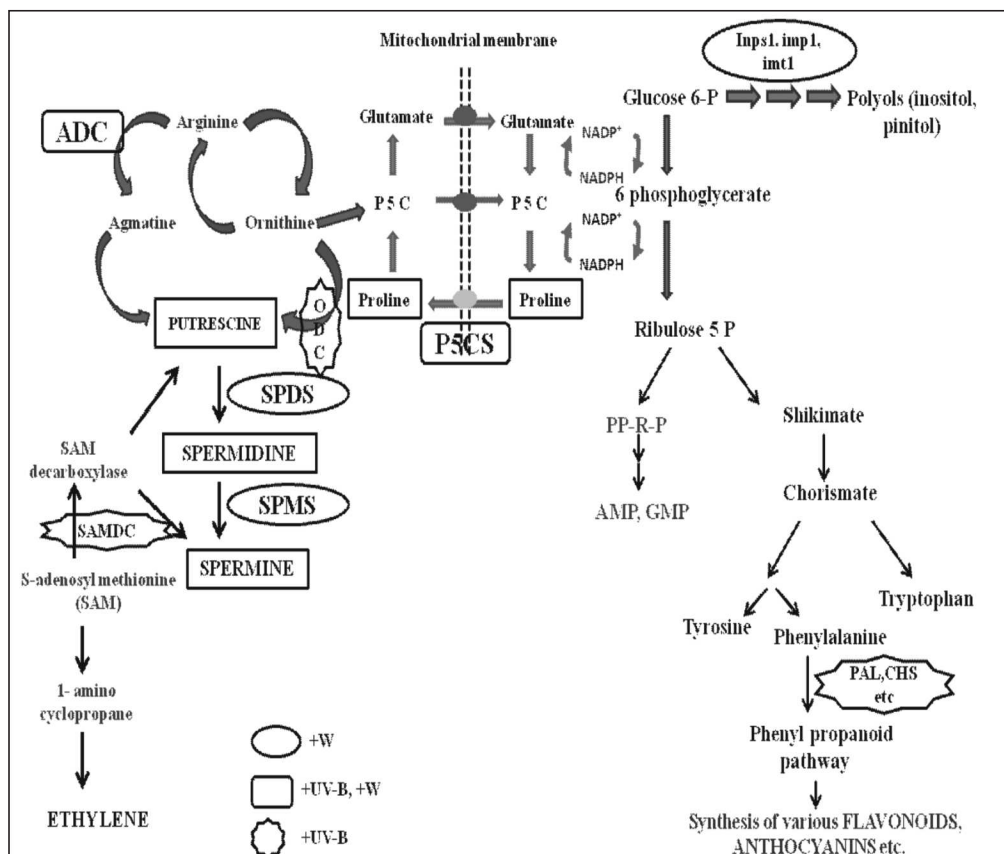 Mitochondrial membrane
Inps1. imp1,
imt1
Glucose 6-P
Polyols (inositol,
pinitol)
ADC
Arginine
Glutamate
Glutamate
NADP+
NADPH
6 phosphoglycerate
Agmatine
Ornithine
P 5 C
P 5 C
NADP+
NADPH
PUTRESCINE
O
D
C
Proline
Proline
P5CS
Ribulose 5 P
SPDS
SAM
decarboxylase
SPERMIDINE
PP-R-P
Shikimate
SPMS
Chorismate
SAMDC
AMP, GMP
SPERMINE
S-adenosyl methionine
(SAM)
Tyrosine
Tryptophan
Phenylalanine
PAL,CHS
etc
1- amino
cyclopropane
Phenyl propanoid
pathway
ETHYLENE
+W
+UV-B, +W
+UV-B
Synthesis of various FLAVONOIDS,
ANTHOCYANINS etc.